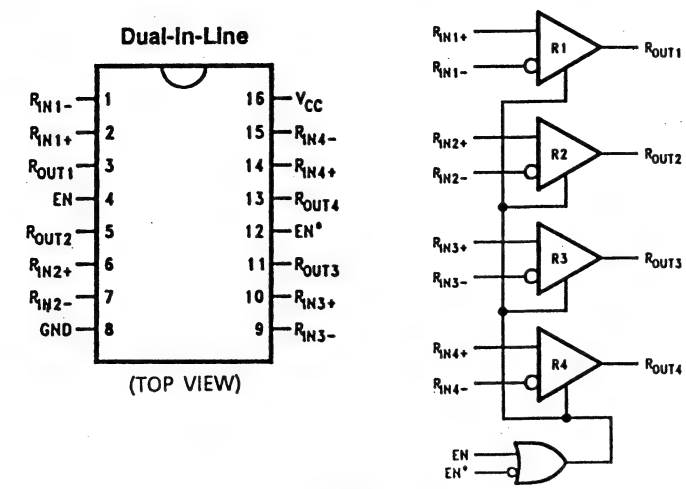 Dual-In-Line
RIN1- 1
RIN1+ 2
ROUT1 3
EN 4
ROUT2 5
RIN2+ 6
RIN2- 7
GND 8
16 VCC
15 RIN4-
14 RIN4+
13 ROUT4
12 EN*
11 ROUT3
10 RIN3+
9 RIN3-
(TOP VIEW)
RIN1+
RIN1-
R1
ROUT1
RIN2+
RIN2-
R2
ROUT2
RIN3+
RIN3-
R3
ROUT3
RIN4+
RIN4-
R4
ROUT4
EN
EN*